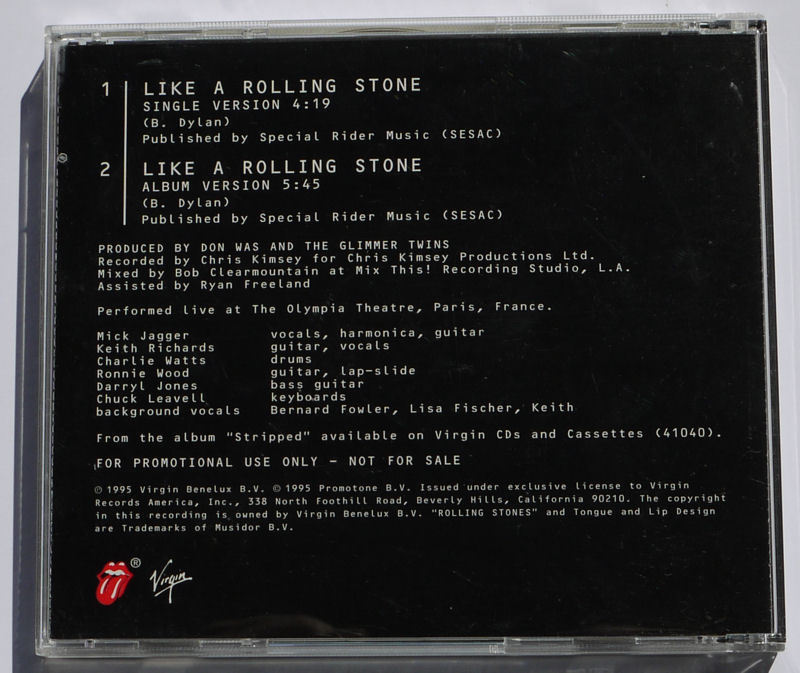 1 LIKE A ROLLING STONE
SINGLE VERSION 4:19
(B. Dylan)
Published by Special Rider Music (SESAC)
2 LIKE A ROLLING STONE
ALBUM VERSION 5:45
(B. Dylan)
Published by Special Rider Music (SESAC)
PRODUCED BY DON WAS AND THE GLIMMER TWINS
Recorded by Chris Kimsey for Chris Kimsey Productions Ltd.
Mixed by Bob Clearmountain at Mix This! Recording Studio, L.A.
Assisted by Ryan Freeland
Performed live at The Olympia Theatre, Paris, France.
Mick Jagger vocals, harmonica, guitar
Keith Richards guitar, vocals
Charlie Watts drums
Ronnie Wood guitar, lap-slide
Darryl Jones bass guitar
Chuck Leavell keyboards
background vocals Bernard Fowler, Lisa Fischer, Keith
From the album "Stripped" available on Virgin CDs and Cassettes (41040).
FOR PROMOTIONAL USE ONLY – NOT FOR SALE
℗ 1995 Virgin Benelux B.V. © 1995 Promotone B.V. Issued under exclusive license to Virgin
Records America, Inc., 338 North Foothill Road, Beverly Hills, California 90210. The copyright
in this recording is owned by Virgin Benelux B.V. "ROLLING STONES" and Tongue and Lip Design
are Trademarks of Musidor B.V.
® Virgin